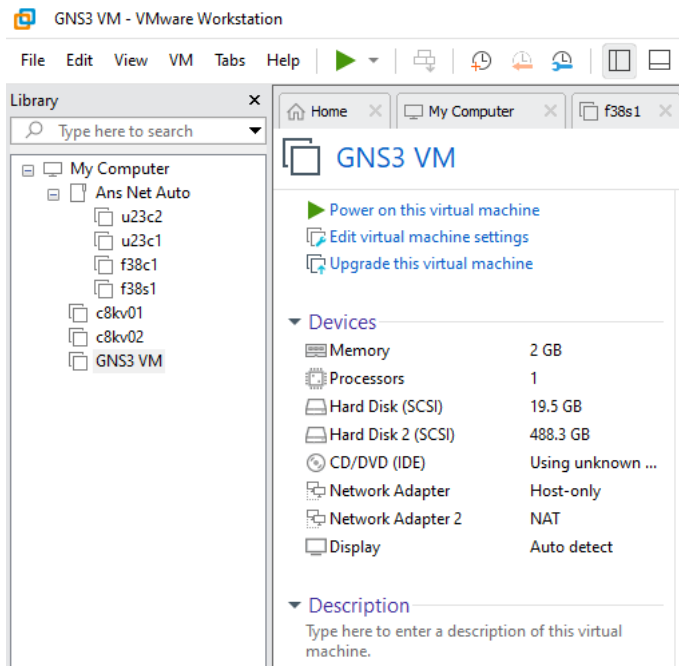 GNS3 VM - VMware Workstation
File Edit View VM Tabs Help
Library
Type here to search
My Computer
Ans Net Auto
u23c2
u23c1
f38c1
f38s1
c8kv01
c8kv02
GNS3 VM
Home My Computer f38s1
GNS3 VM
Power on this virtual machine
Edit virtual machine settings
Upgrade this virtual machine
Devices
Memory 2 GB
Processors 1
Hard Disk (SCSI) 19.5 GB
Hard Disk 2 (SCSI) 488.3 GB
CD/DVD (IDE) Using unknown ...
Network Adapter Host-only
Network Adapter 2 NAT
Display Auto detect
Description
Type here to enter a description of this virtual
machine.